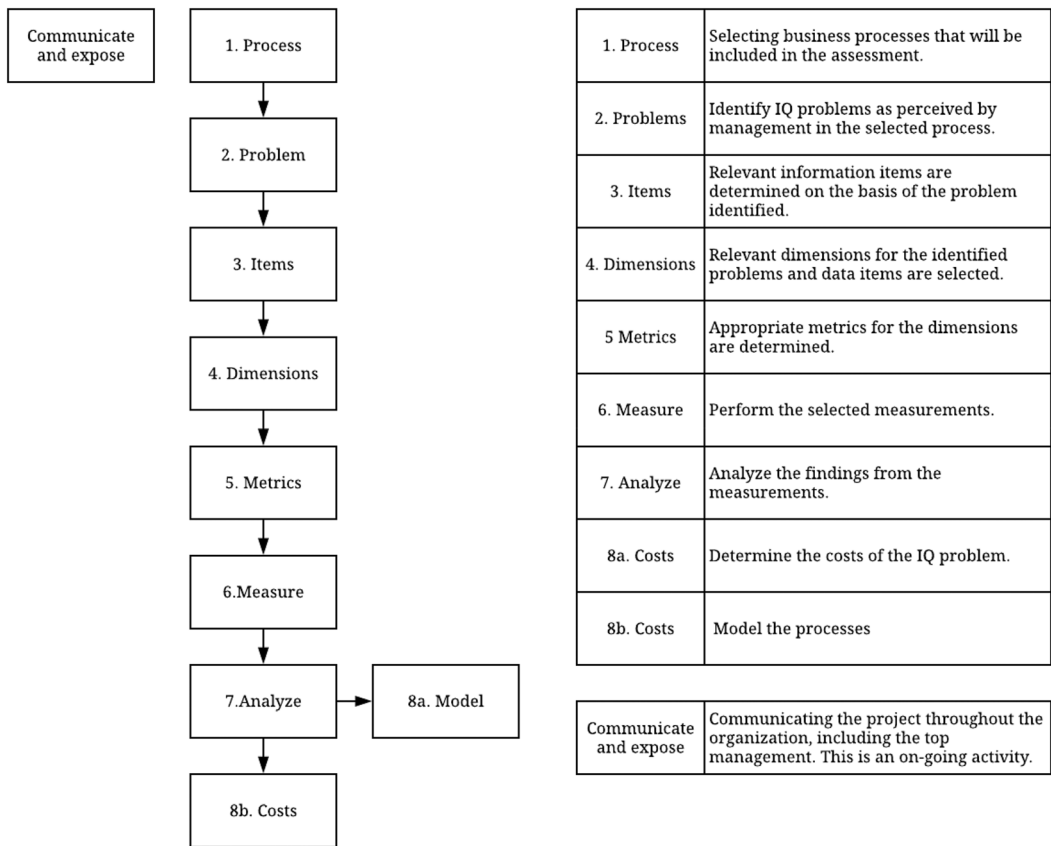 Communicate
and expose
1. Process
2. Problem
3. Items
4. Dimensions
5. Metrics
6.Measure
7.Analyze
8a. Model
8b. Costs
1. Process
Selecting business processes that will be
included in the assessment.
2. Problems
Identify IQ problems as perceived by
management in the selected process.
3. Items
Relevant information items are
determined on the basis of the problem
identified.
4. Dimensions
Relevant dimensions for the identified
problems and data items are selected.
5 Metrics
Appropriate metrics for the dimensions
are determined.
6. Measure
Perform the selected measurements.
7. Analyze
Analyze the findings from the
measurements.
8a. Costs
Determine the costs of the IQ problem.
8b. Costs
Model the processes
Communicate
and expose
Communicating the project throughout the
organization, including the top
management. This is an on-going activity.